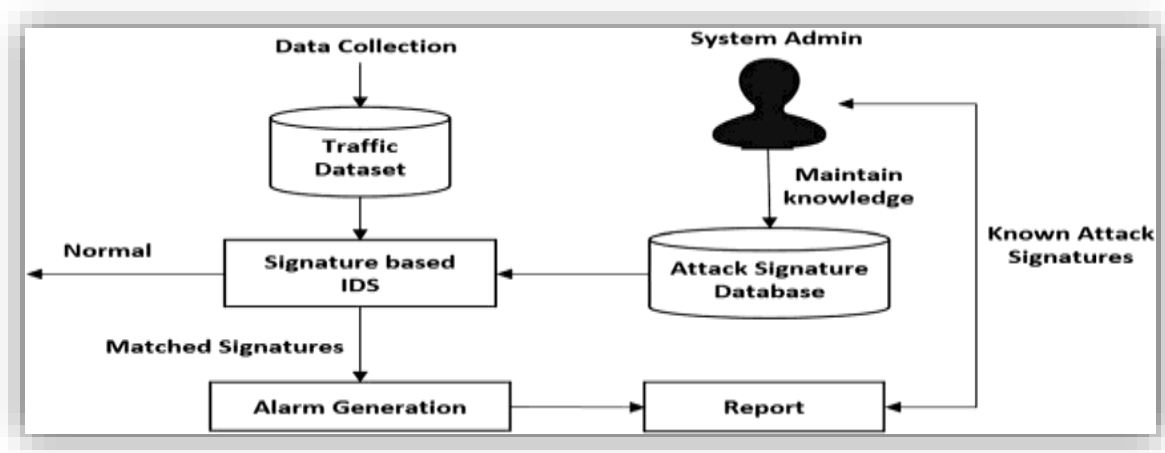 Data Collection
System Admin
Traffic
Dataset
Maintain
knowledge
Normal
Signature based
IDS
Attack Signature
Database
Known Attack
Signatures
Matched Signatures
Alarm Generation
Report